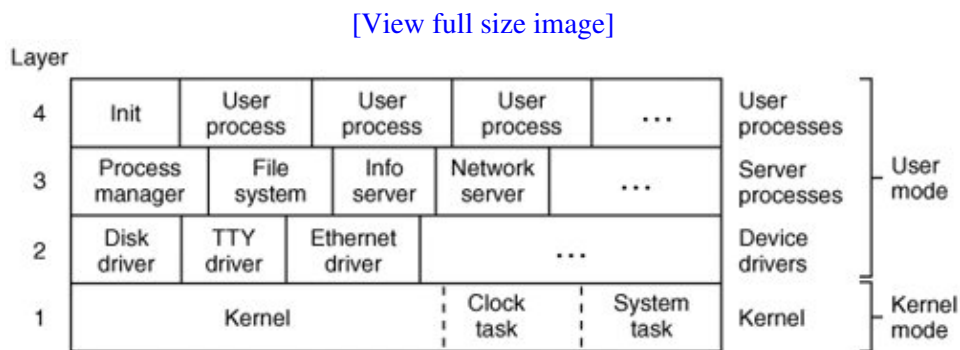 [View full size image]
Layer
4 Init User process User process User process ... User processes
3 Process manager File system Info server Network server ... Server processes User mode
2 Disk driver TTY driver Ethernet driver ... Device drivers
1 Kernel Clock task System task Kernel Kernel mode